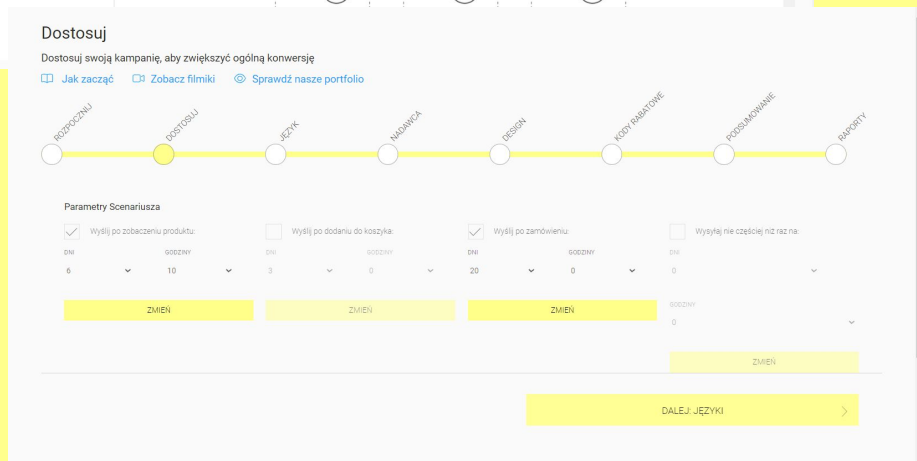 Dostosuj
Dostosuj swoją kampanię, aby zwiększyć ogólną konwersję
Jak zacząć Zobacz filmiki Sprawdź nasze portfolio
ROZPOCZNIJ DOSTOSUJ JĘZYK NADAWCA DESIGN KODY RABATOWE PODSUMOWANIE RAPORTY
Parametry Scenariusza
Wyślij po zobaczeniu produktu: Wyślij po dodaniu do koszyka: Wyślij po zamówieniu: Wysyłaj nie częściej niż raz na:
DNI GODZINY DNI GODZINY DNI GODZINY DNI
6 10 3 0 20 0 0
ZMIEŃ ZMIEŃ ZMIEŃ
GODZINY
0
ZMIEŃ
DALEJ: JĘZYKI